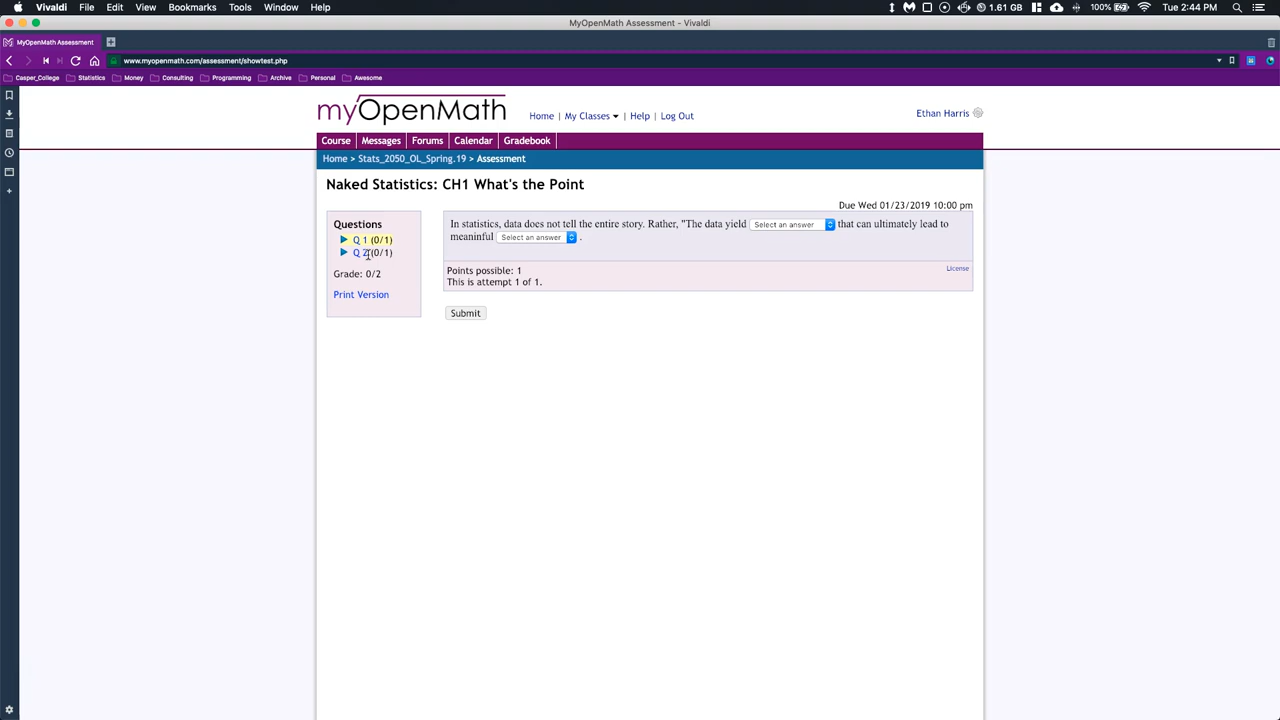 Vivaldi File Edit View Bookmarks Tools Window Help 1.61 GB 100% Tue 2:44 PM
MyOpenMath Assessment - Vivaldi
MyOpenMath Assessment
www.myopenmath.com/assessment/showtest.php
Casper_College Statistics Money Consulting Programming Archive Personal Awesome
myOpenMath
Home | My Classes | Help | Log Out
Ethan Harris
Course Messages Forums Calendar Gradebook
Home > Stats_2050_OL_Spring.19 > Assessment
Naked Statistics: CH1 What's the Point
Due Wed 01/23/2019 10:00 pm
Questions
Q 1 (0/1)
Q 2 (0/1)
Grade: 0/2
Print Version
In statistics, data does not tell the entire story. Rather, "The data yield Select an answer that can ultimately lead to
meaninful Select an answer .
Points possible: 1
License
This is attempt 1 of 1.
Submit